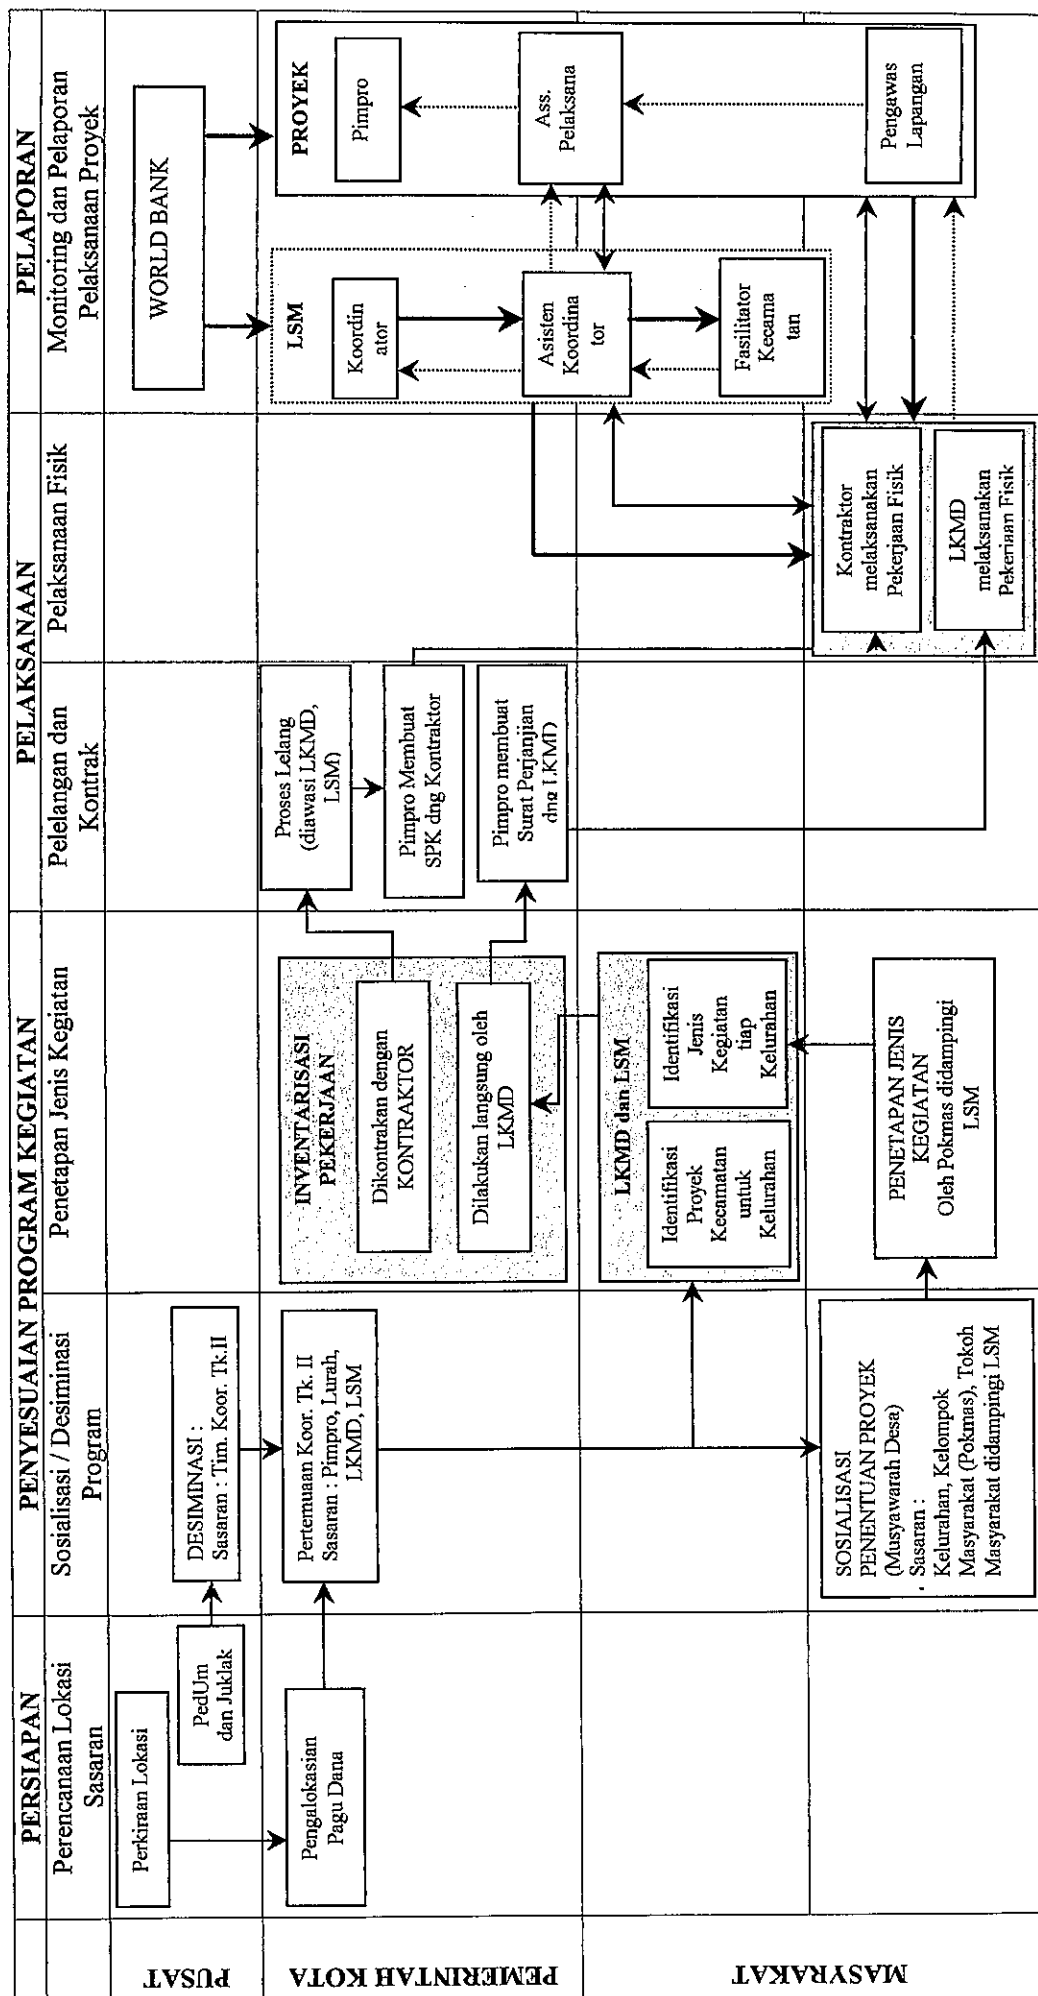 PERSIAPAN
PENYESUAIAN PROGRAM KEGIATAN
PELAKSANAAN
PELAPORAN
Perencanaan Lokasi
Sasaran
Sosialisasi / Desiminasi
Program
Penetapan Jenis Kegiatan
Pelelangan dan
Kontrak
Pelaksanaan Fisik
Monitoring dan Pelaporan
Pelaksanaan Proyek
PUSAT
Perkiraan Lokasi
PedUm
dan Juklak
DESIMINASI :
Sasaran : Tim. Koor. Tk.II
WORLD BANK
PEMERINTAH KOTA
Pengalokasian
Pagu Dana
Pertemuan Koor. Tk. II
Sasaran : Pimpro, Lurah,
LKMD, LSM
INVENTARISASI
PEKERJAAN
Dikontrakan dengan
KONTRAKTOR
Dilakukan langsung oleh
LKMD
Proses Lelang
(diawasi LKMD,
LSM)
Pimpro Membuat
SPK dng Kontraktor
Pimpro membuat
Surat Perjanjian
dng LKMD)
LSM
Koordin
ator
Asisten
Koordina
tor
Fasilitator
Kecama
tan
PROYEK
Pimpro
Ass.
Pelaksana
Pengawas
Lapangan
MASYRAKAT
LKMD dan LSM
Identifikasi
Proyek
Kecamatan
untuk
Kelurahan
Identifikasi
Jenis
Kegiatan
tiap
Kelurahan
SOSIALISASI
PENENTUAN PROYEK
(Musyawarah Desa)
Sasaran :
Kelurahan, Kelompok
Masyarakat (Pokmas), Tokoh
Masyarakat didampingi LSM
PENETAPAN JENIS
KEGIATAN
Oleh Pokmas didampingi
LSM
Kontraktor
melaksanakan
Pekerjaan Fisik
LKMD
melaksanakan
Pekerjaan Fisik